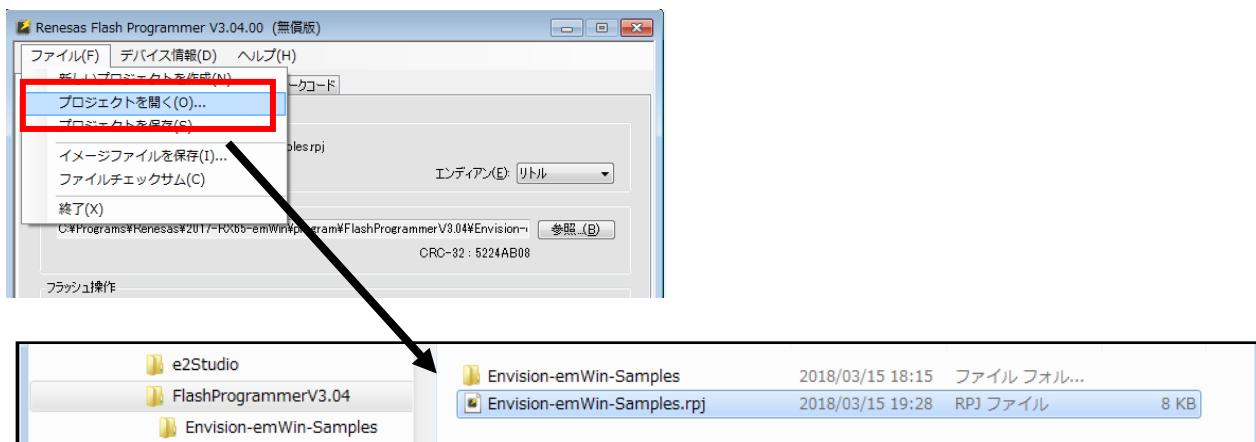 Renesas Flash Programmer V3.04.00 (無償版)
ファイル(F) デバイス情報(D) ヘルプ(H)
新しいプロジェクトを作成(N)...
ークコード
プロジェクトを開く(O)...
プロジェクトを保存(S)
ples.rpj
イメージファイルを保存(I)...
エンディアン(E): リトル
ファイルチェックサム(C)
終了(X)
C:¥Programs¥Renesas¥2017-RX65-emWin¥program¥FlashProgrammerV3.04¥Envision- 参照...(B)
CRC-32 : 5224AB08
フラッシュ操作
e2Studio
FlashProgrammerV3.04
Envision-emWin-Samples
Envision-emWin-Samples 2018/03/15 18:15 ファイル フォル...
Envision-emWin-Samples.rpj 2018/03/15 19:28 RPJ ファイル 8 KB